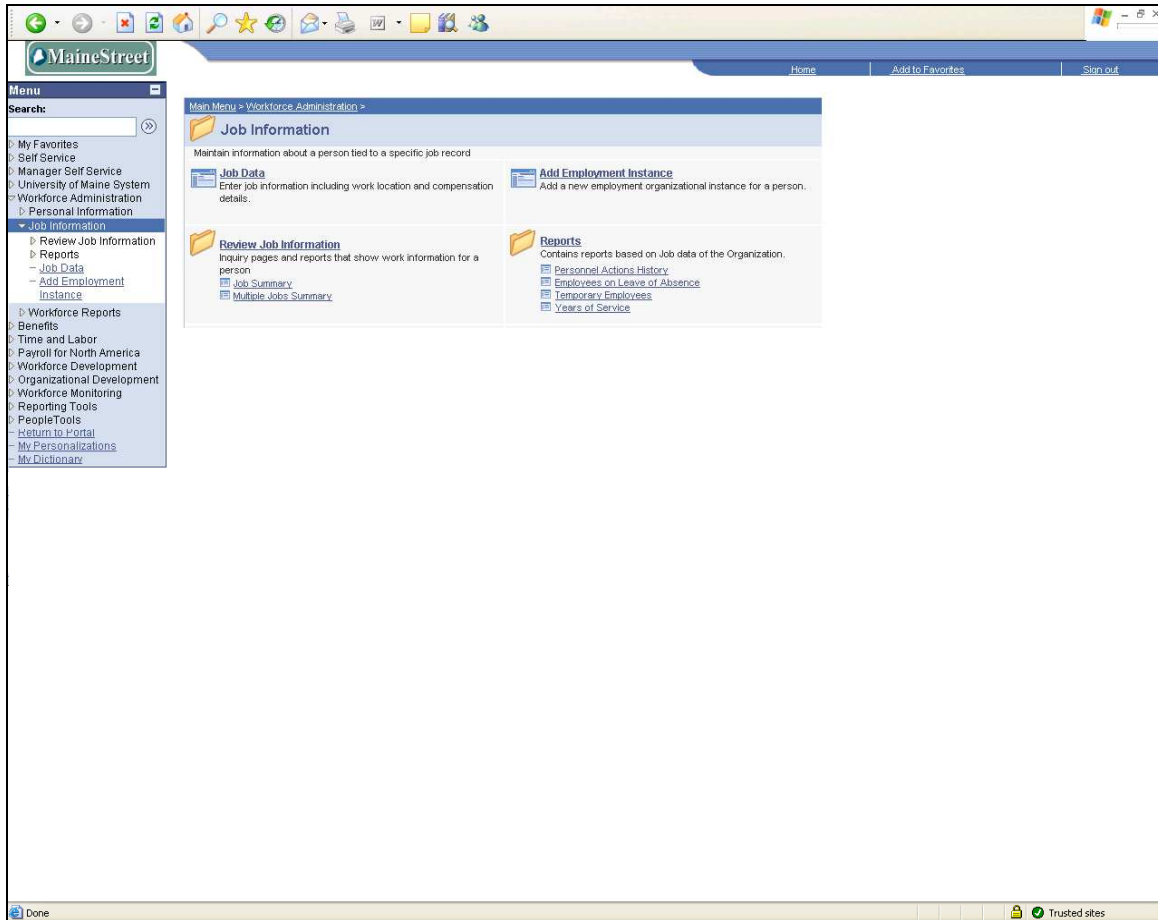 MaineStreet
Home
Add to Favorites
Sign out
Menu
Search:
My Favorites
Self Service
Manager Self Service
University of Maine System
Workforce Administration
Personal Information
Job Information
Review Job Information
Reports
Job Data
Add Employment
Instance
Workforce Reports
Benefits
Time and Labor
Payroll for North America
Workforce Development
Organizational Development
Workforce Monitoring
Reporting Tools
PeopleTools
Return to Portal
My Personalizations
My Dictionary
Main Menu > Workforce Administration >
Job Information
Maintain information about a person tied to a specific job record
Job Data
Enter job information including work location and compensation
details.
Add Employment Instance
Add a new employment organizational instance for a person.
Review Job Information
Inquiry pages and reports that show work information for a
person
Job Summary
Multiple Jobs Summary
Reports
Contains reports based on Job data of the Organization.
Personnel Actions History
Employees on Leave of Absence
Temporary Employees
Years of Service
Done
Trusted sites